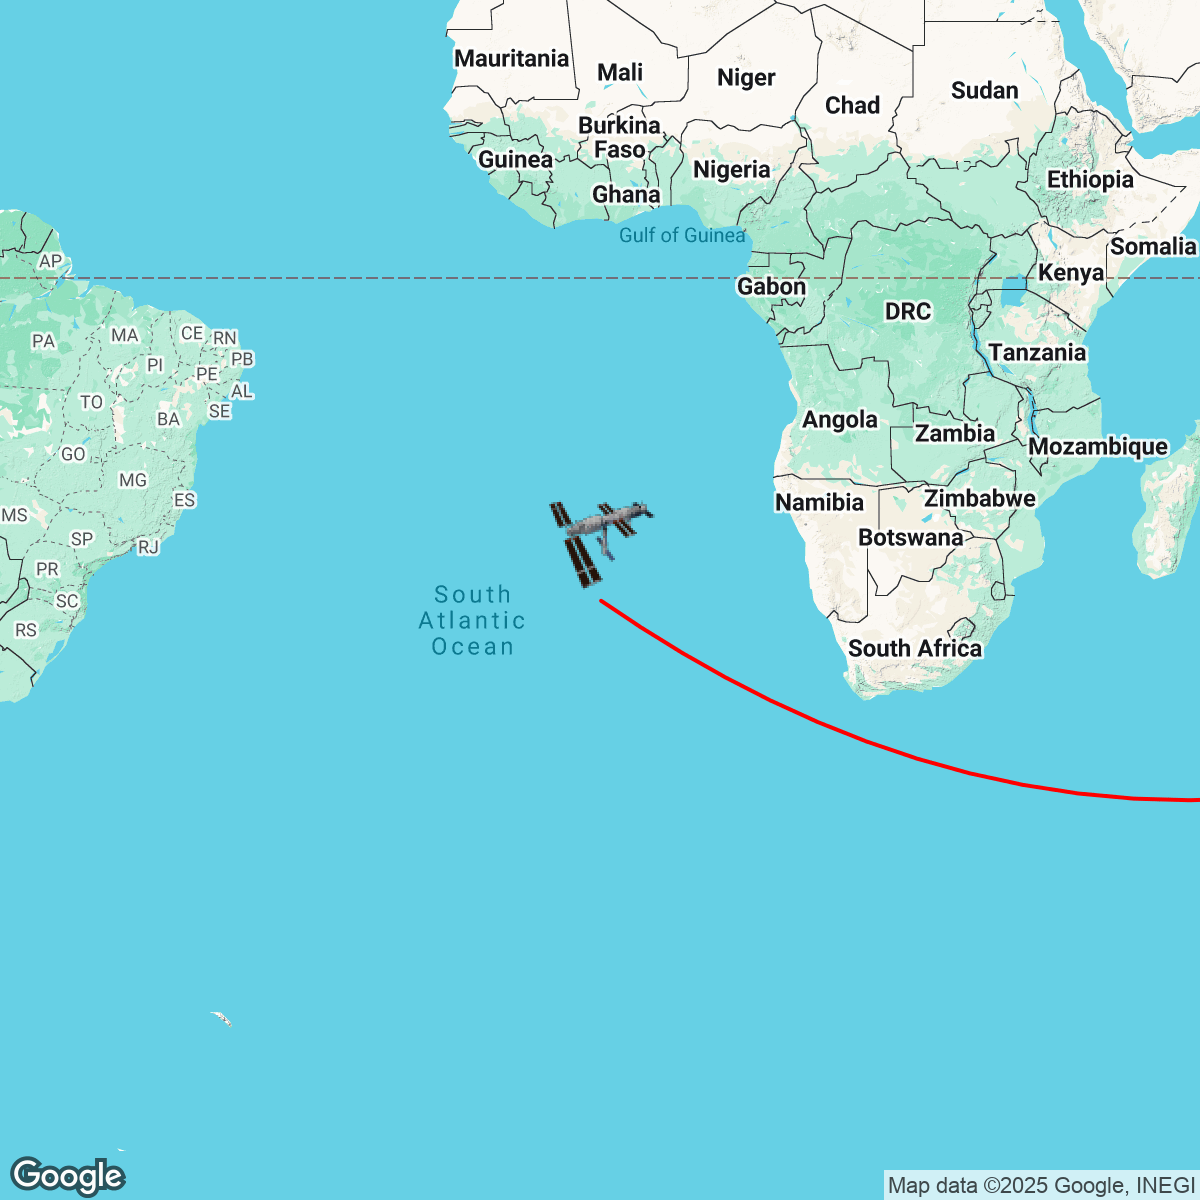 Mauritania
Mali
Niger
Sudan
Chad
Burkina
Faso
Guinea
Nigeria
Ethiopia
Ghana
Gulf of Guinea
Somalia
AP
Kenya
Gabon
DRC
PA
MA
CE
RN
PB
Tanzania
PI
PE
AL
TO
SE
BA
Angola
Zambia
Mozambique
GO
MG
ES
Namibia
Zimbabwe
MS
SP
RJ
Botswana
PR
South
Atlantic
Ocean
SC
RS
South Africa
Google
Map data ©2025 Google, INEGI